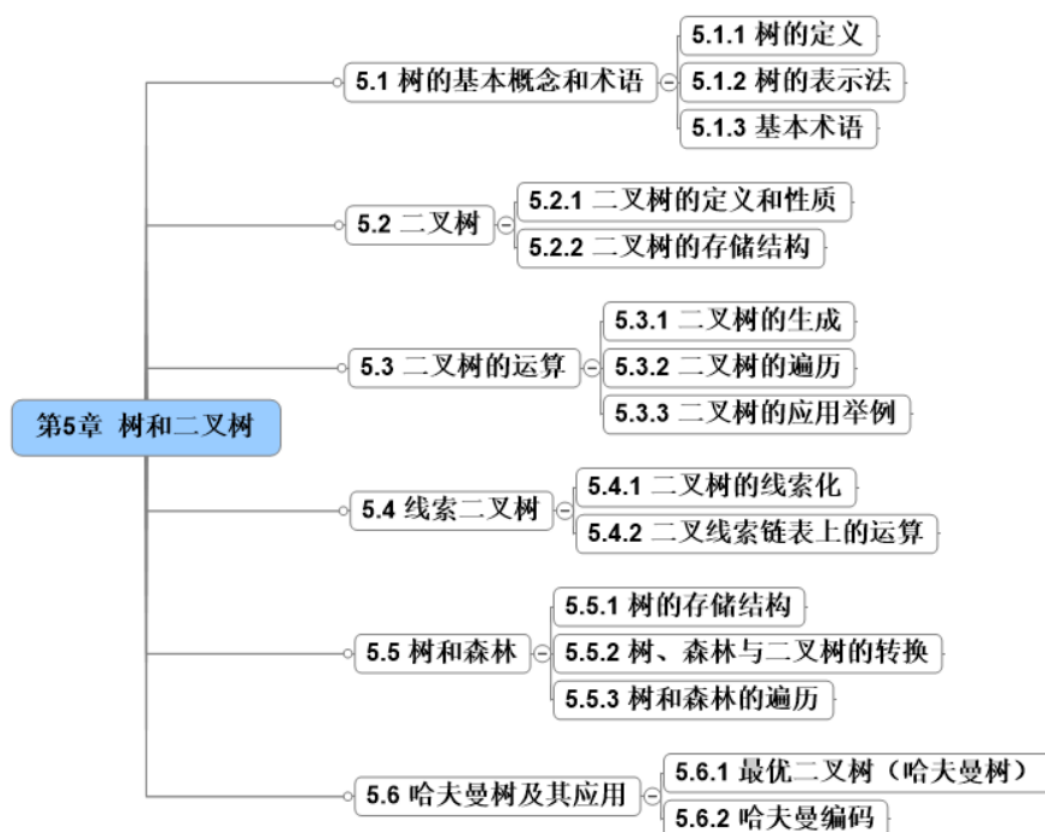 5.1.1 树的定义
5.1 树的基本概念和术语
5.1.2 树的表示法
5.1.3 基本术语
5.2.1 二叉树的定义和性质
5.2 二叉树
5.2.2 二叉树的存储结构
5.3.1 二叉树的生成
5.3 二叉树的运算
5.3.2 二叉树的遍历
5.3.3 二叉树的应用举例
第5章 树和二叉树
5.4.1 二叉树的线索化
5.4 线索二叉树
5.4.2 二叉线索链表上的运算
5.5.1 树的存储结构
5.5 树和森林
5.5.2 树、森林与二叉树的转换
5.5.3 树和森林的遍历
5.6.1 最优二叉树（哈夫曼树）
5.6 哈夫曼树及其应用
5.6.2 哈夫曼编码